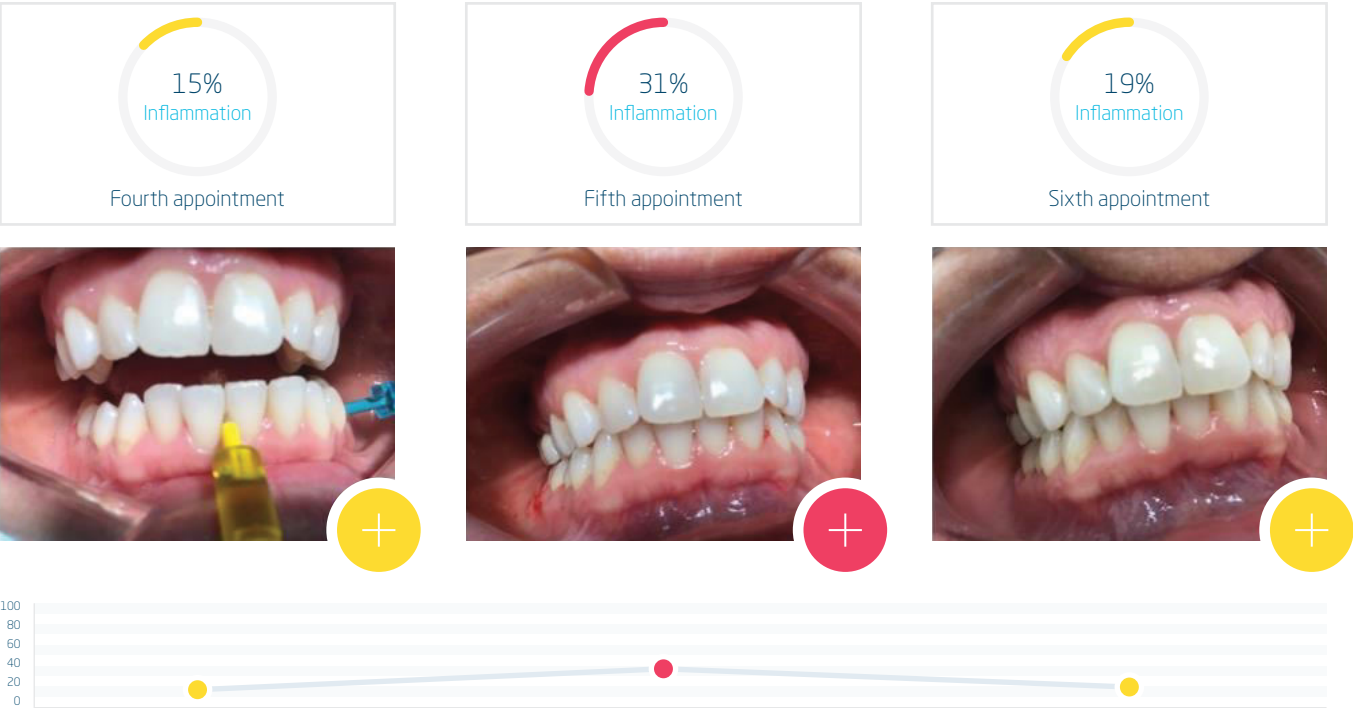 15%
Inflammation
Fourth appointment
31%
Inflammation
Fifth appointment
19%
Inflammation
Sixth appointment
100
80
60
40
20
0